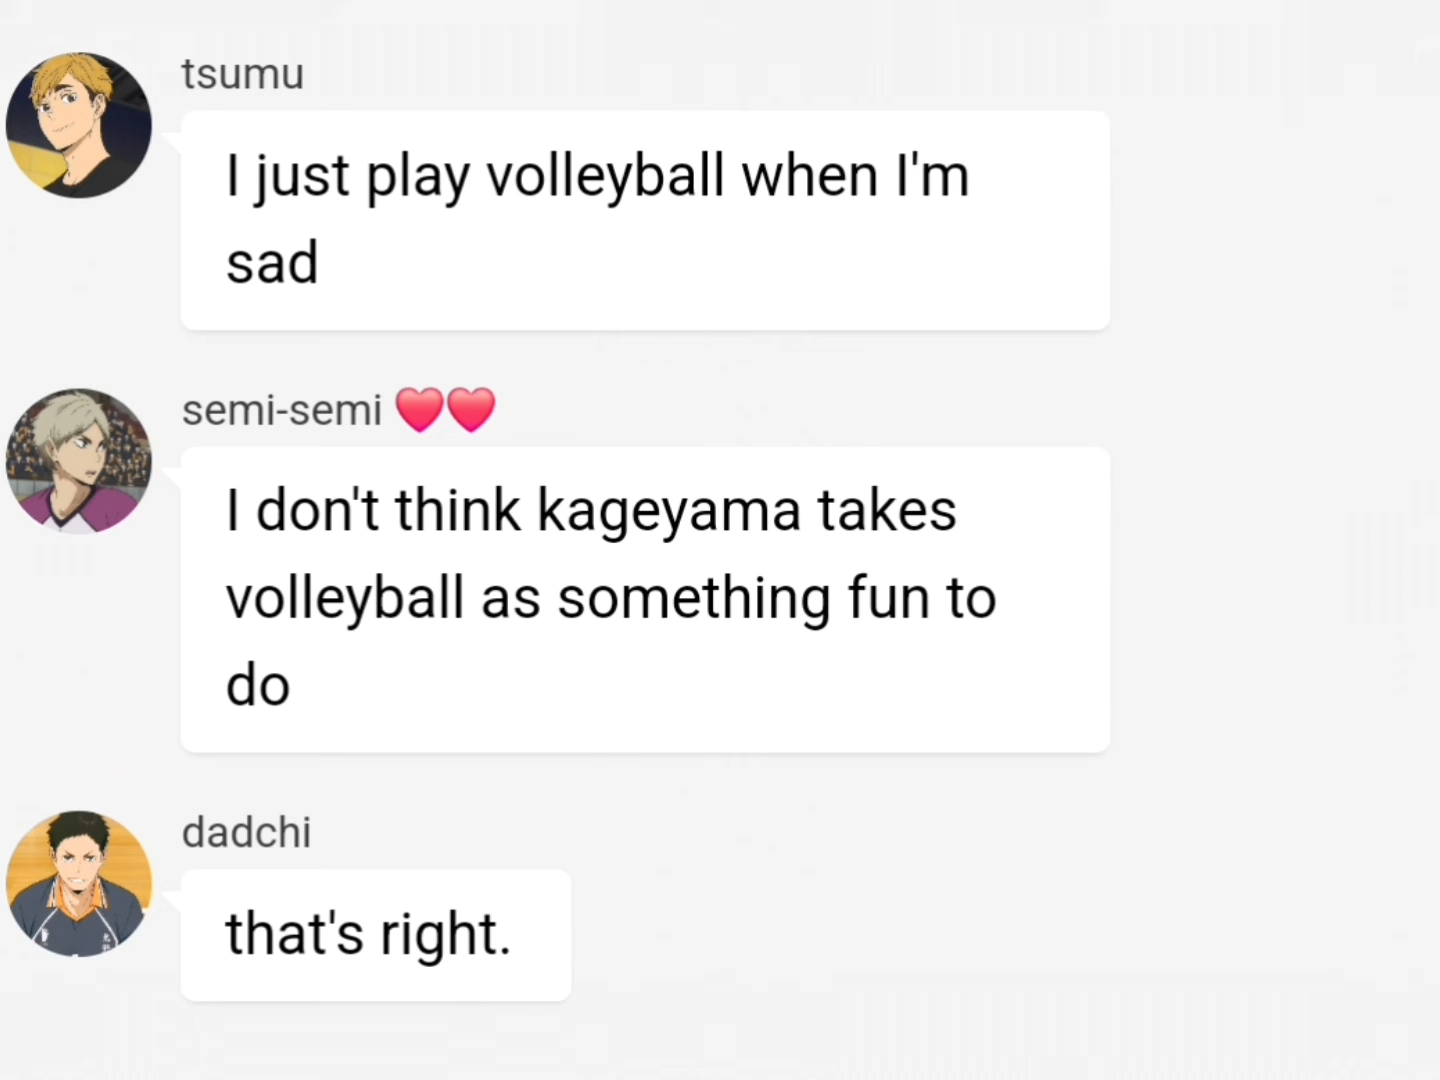 tsumu
I just play volleyball when I'm
sad
semi-semi ❤️❤️
I don't think kageyama takes
volleyball as something fun to
do
dadchi
that's right.